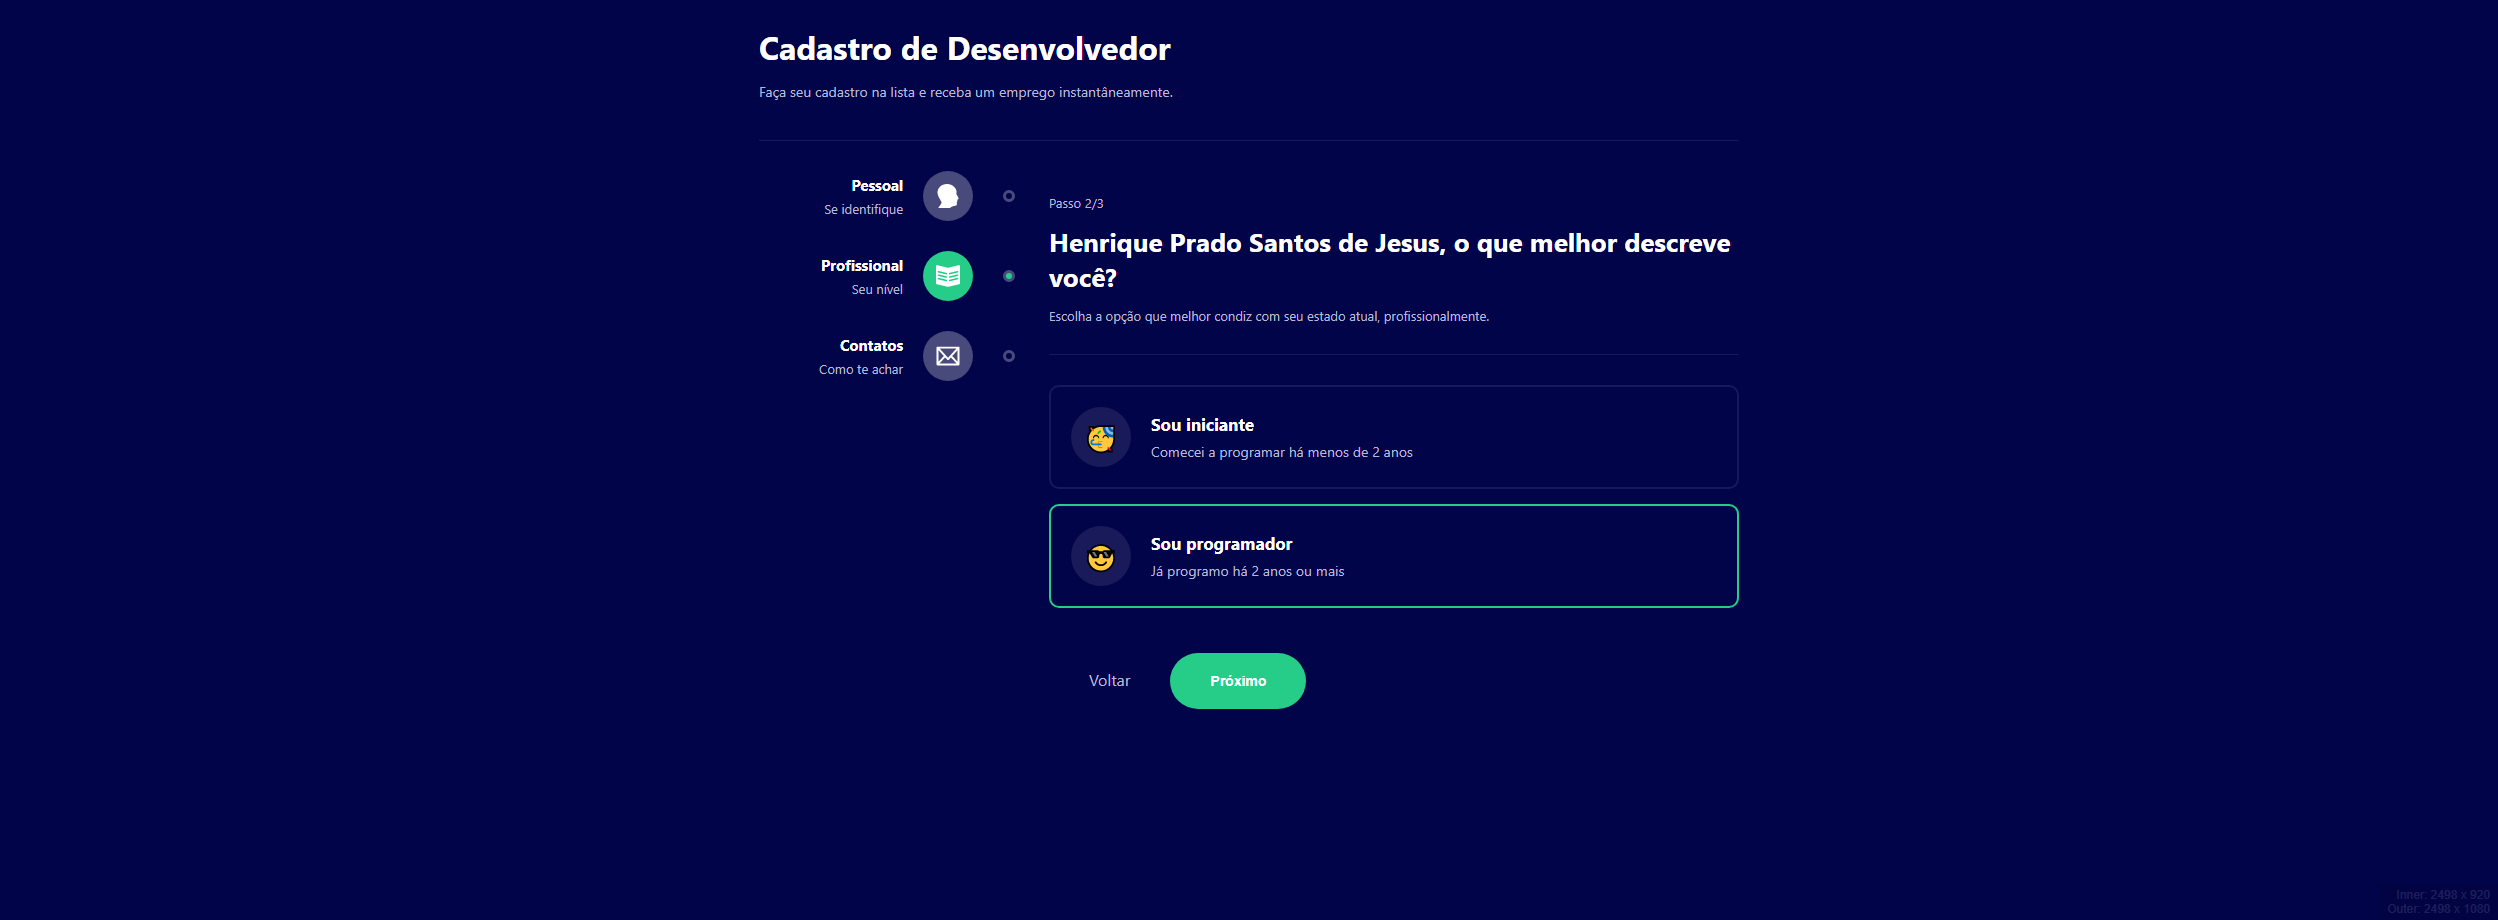 Cadastro de Desenvolvedor
Faça seu cadastro na lista e receba um emprego instantâneamente.
Pessoal
Se identifique
Profissional
Seu nível
Contatos
Como te achar
Passo 2/3
Henrique Prado Santos de Jesus, o que melhor descreve
você?
Escolha a opção que melhor condiz com seu estado atual, profissionalmente.
Sou iniciante
Comecei a programar há menos de 2 anos
Sou programador
Já programo há 2 anos ou mais
Voltar
Próximo
Inner: 2498 x 920
Outer: 2498 x 1080